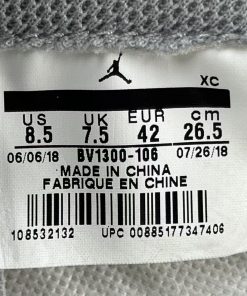 XC
US UK EUR cm
8.5 7.5 42 26.5
06/06/18 BV1300-106 07/26/18
MADE IN CHINA
FABRIQUE EN CHINE
108532132 UPC 00885177347406